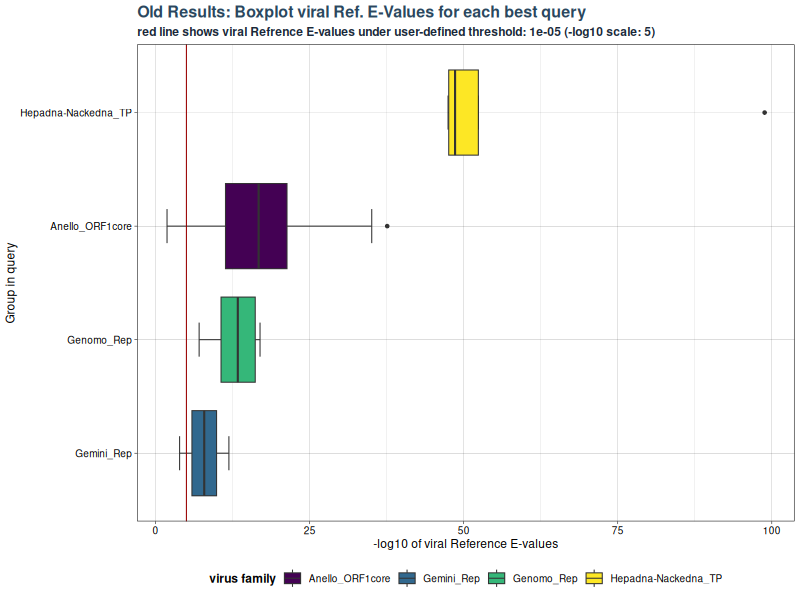 Old Results: Boxplot viral Ref. E-Values for each best query
red line shows viral Refrence E-values under user-defined threshold: 1e-05 (-log10 scale: 5)
Group in query
Hepadna-Nackedna_TP
Anello_ORF1core
Genomo_Rep
Gemini_Rep
0 25 50 75 100
-log10 of viral Reference E-values
virus family Anello_ORF1core Gemini_Rep Genomo_Rep Hepadna-Nackedna_TP